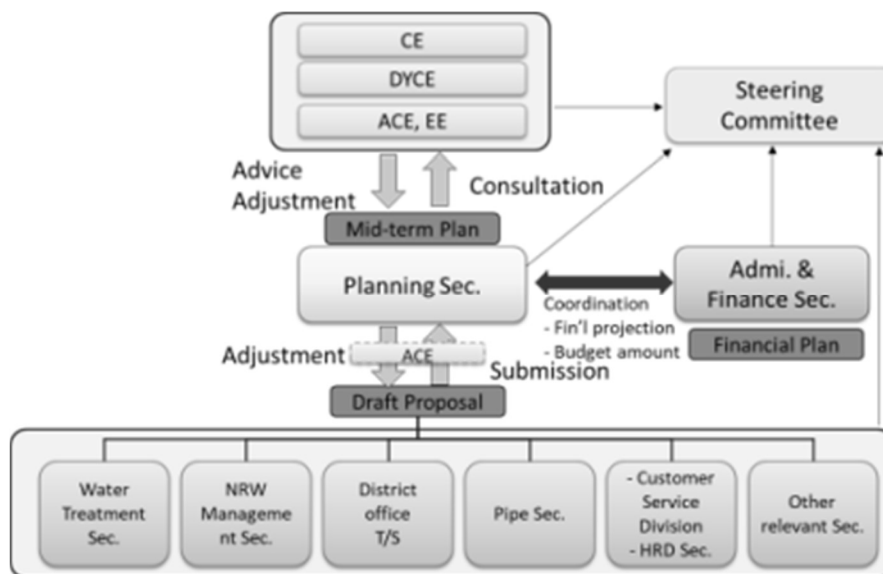 CE
DYCE
ACE, EE
Steering
Committee
Advice
Adjustment
Consultation
Mid-term Plan
Planning Sec.
Admi. &
Finance Sec.
Coordination
- Fin'l projection
- Budget amount
Financial Plan
Adjustment
ACE
Submission
Draft Proposal
Water
Treatment
Sec.
NRW
Manageme
nt Sec.
District
office
T/S
Pipe Sec.
- Customer
Service
Division
- HRD Sec.
Other
relevant Sec.